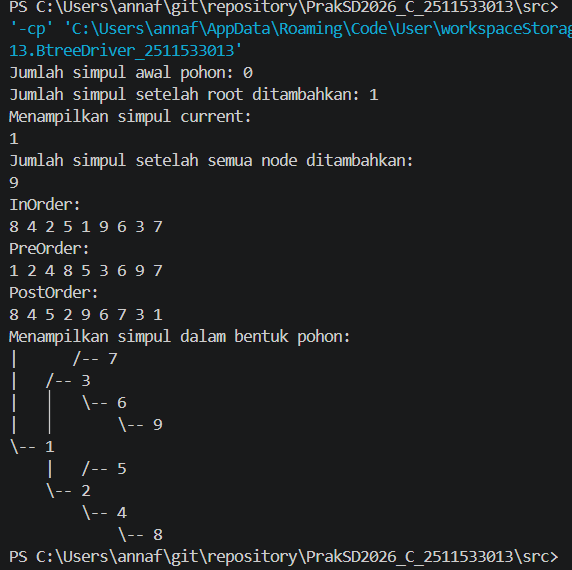 PS C:\Users\annaf\git\repository\PrakSD2026_C_2511533013\src>
'-cp' 'C:\Users\annaf\AppData\Roaming\Code\User\workspaceStorag
13.BtreeDriver_2511533013'
Jumlah simpul awal pohon: 0
Jumlah simpul setelah root ditambahkan: 1
Menampilkan simpul current:
1
Jumlah simpul setelah semua node ditambahkan:
9
InOrder:
8 4 2 5 1 9 6 3 7
PreOrder:
1 2 4 8 5 3 6 9 7
PostOrder:
8 4 5 2 9 6 7 3 1
Menampilkan simpul dalam bentuk pohon:
|       /-- 7
|   /-- 3
|   |   \-- 6
|   |       \-- 9
\-- 1
    |   /-- 5
    \-- 2
        \-- 4
            \-- 8
PS C:\Users\annaf\git\repository\PrakSD2026_C_2511533013\src>